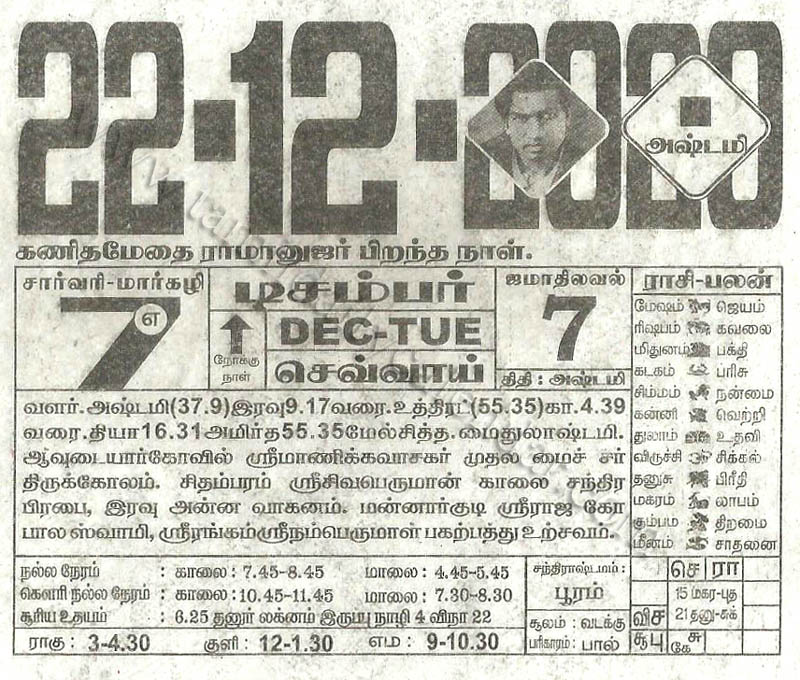 22-12-2020
அஷ்டமி
கணிதமேதை ராமானுஜர் பிறந்த நாள்.
சார்வரி-மார்கழி
7
எ
நோக்கு
நாள்
டிசம்பர்
DEC-TUE
செவ்வாய்
ஜமாதிலவல்
7
திதி : அஷ்டமி
ராசி-பலன்
மேஷம் ஜெயம்
ரிஷபம் கவலை
மிதுனம் பக்தி
கடகம் பரிசு
சிம்மம் நன்மை
கன்னி வெற்றி
துலாம் உதவி
விருச்சி சிக்கல்
தனுசு பிரீதி
மகரம் லாபம்
கும்பம் திறமை
மீனம் சாதனை
வளர்.அஷ்டமி(37.9)இரவு9.17வரை.உத்திரட்(55.35)கா.4.39
வரை.தியா16.31அமிர்த55.35மேல்சித்த. மைதுலாஷ்டமி.
ஆவுடையார்கோவில் ஸ்ரீமாணிக்கவாசகர் முதல் மைச்சர்
திருக்கோலம். சிதம்பரம் ஸ்ரீசிவபெருமான் காலை சந்திர
பிரபை, இரவு அன்ன வாகனம். மன்னார்குடி ஸ்ரீராஜ கோ
பால ஸ்வாமி, ஸ்ரீரங்கம்ஸ்ரீநம்பெருமாள் பகற்பத்து உற்சவம்.
நல்ல நேரம் : காலை : 7.45-8.45 மாலை : 4.45-5.45
கௌரி நல்ல நேரம் : காலை : 10.45-11.45 மாலை : 7.30-8.30
சூரிய உதயம் : 6.25 தனுர் லக்னம் இருப்பு நாழி 4 விநா 22
ராகு : 3-4.30 குளி : 12-1.30 எம : 9-10.30
சந்திராஷ்டமம் :
பூரம்
சூலம் : வடக்கு
பரிகாரம் : பால்
செ ரா
15 மகர-புத
21 தனு-சுக்
விச
சூபு
சு
கே